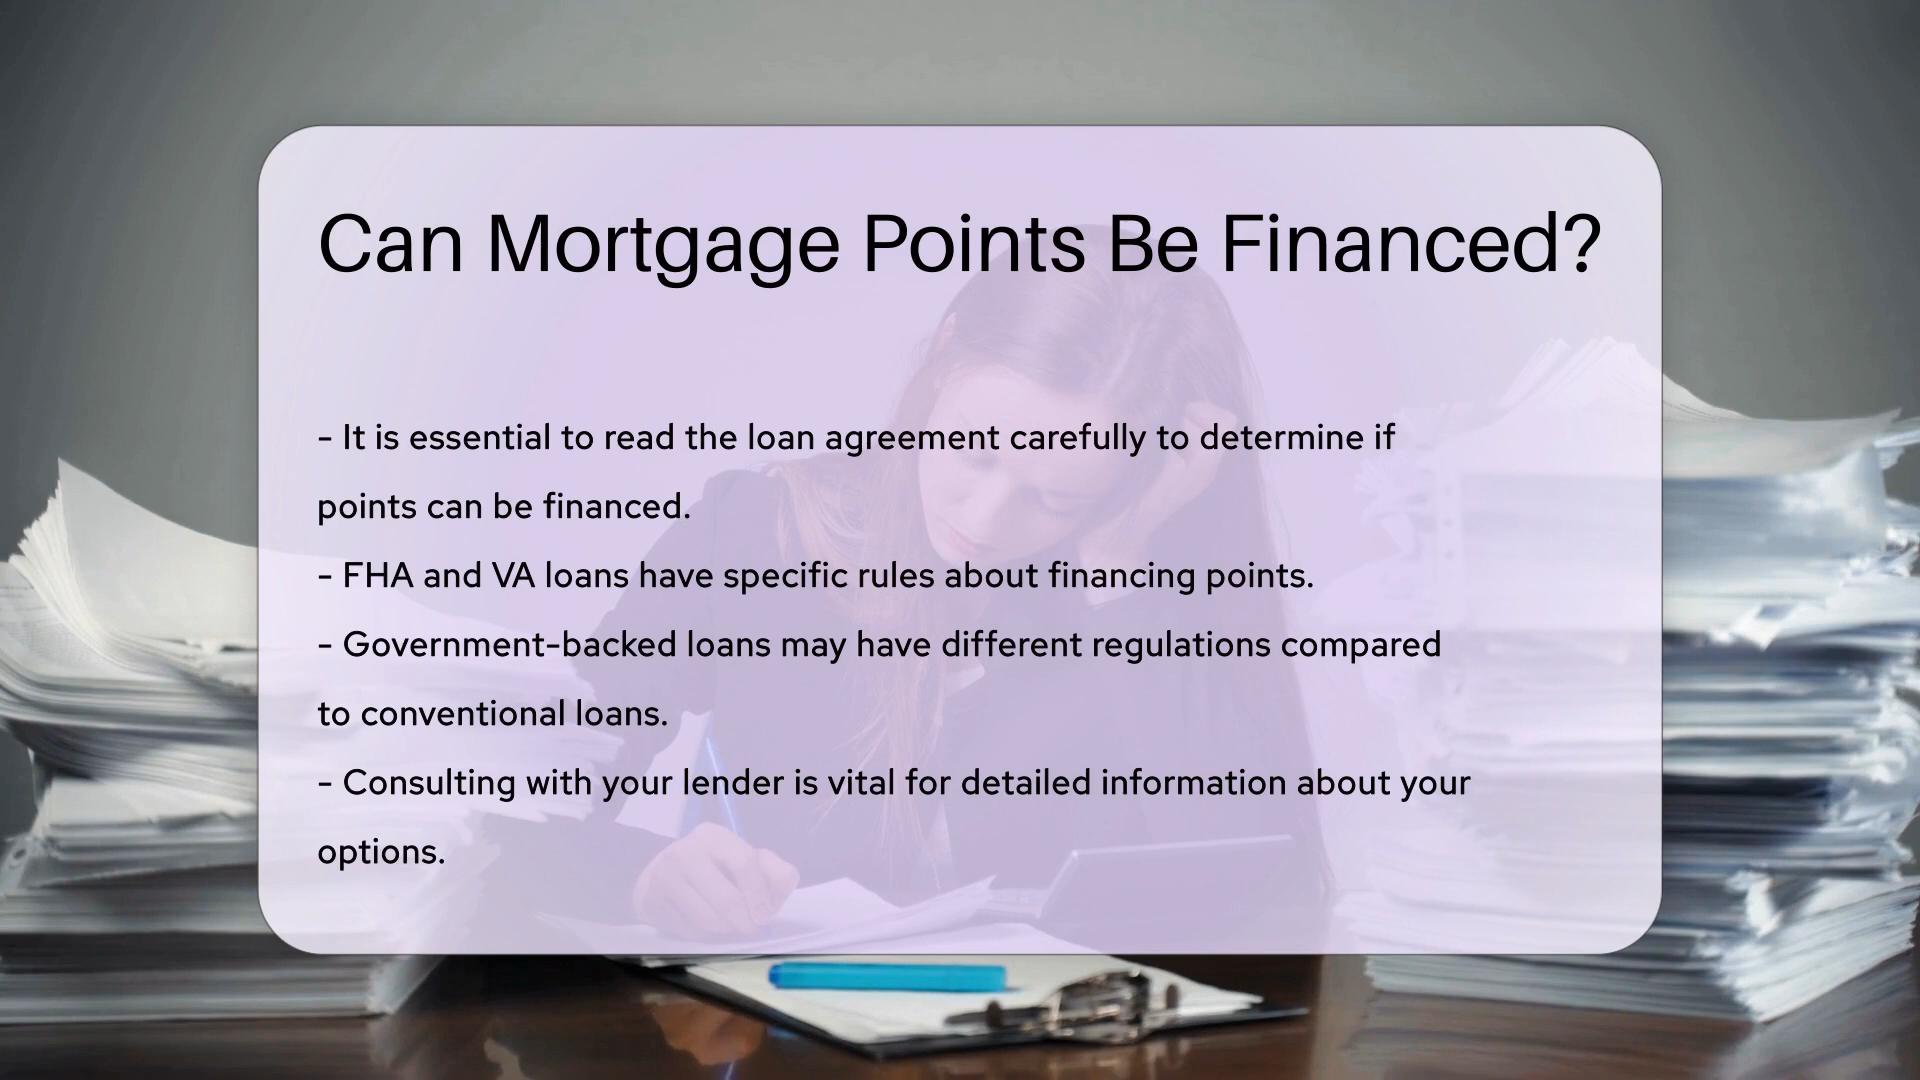 Can Mortgage Points Be Financed?
- It is essential to read the loan agreement carefully to determine if
points can be financed.
- FHA and VA loans have specific rules about financing points.
- Government-backed loans may have different regulations compared
to conventional loans.
- Consulting with your lender is vital for detailed information about your
options.